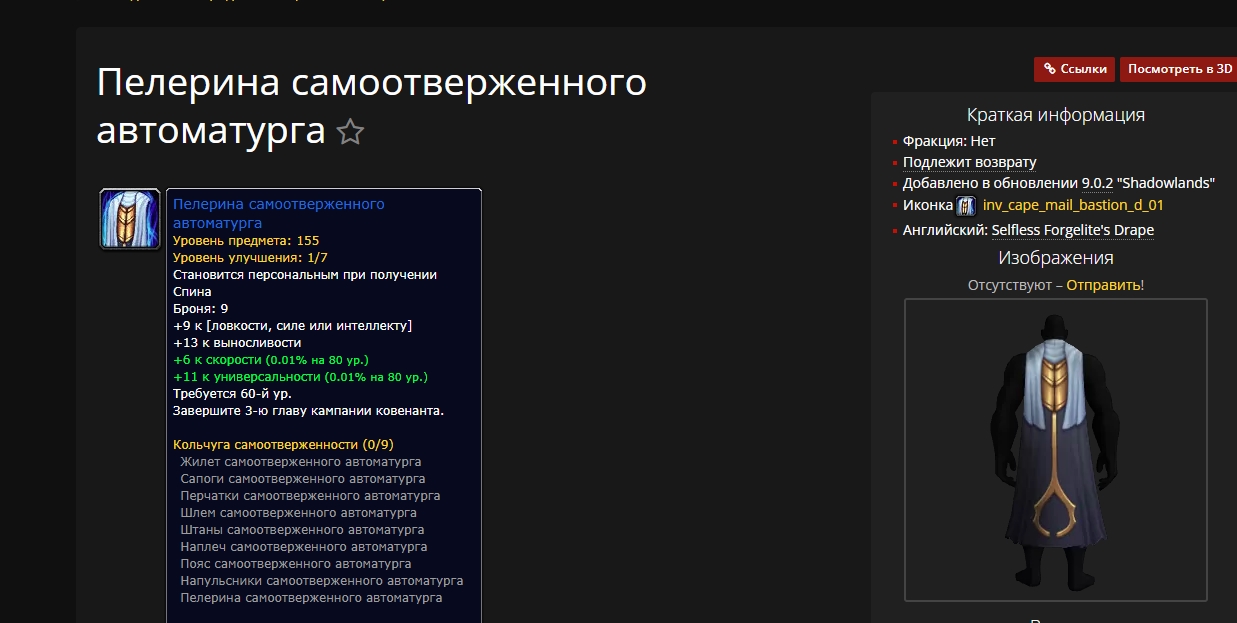 Пелерина самоотверженного
автоматурга
Ссылки
Посмотреть в 3D
Пелерина самоотверженного
автоматурга
Уровень предмета: 155
Уровень улучшения: 1/7
Становится персональным при получении
Спина
Броня: 9
+9 к [ловкости, силе или интеллекту]
+13 к выносливости
+6 к скорости (0.01% на 80 ур.)
+11 к универсальности (0.01% на 80 ур.)
Требуется 60-й ур.
Завершите 3-ю главу кампании ковенанта.
Кольчуга самоотверженности (0/9)
Жилет самоотверженного автоматурга
Сапоги самоотверженного автоматурга
Перчатки самоотверженного автоматурга
Шлем самоотверженного автоматурга
Штаны самоотверженного автоматурга
Наплеч самоотверженного автоматурга
Пояс самоотверженного автоматурга
Напульсники самоотверженного автоматурга
Пелерина самоотверженного автоматурга
Краткая информация
Фракция: Нет
Подлежит возврату
Добавлено в обновлении 9.0.2 "Shadowlands"
Иконка inv_cape_mail_bastion_d_01
Английский: Selfless Forgelite's Drape
Изображения
Отсутствуют – Отправить!